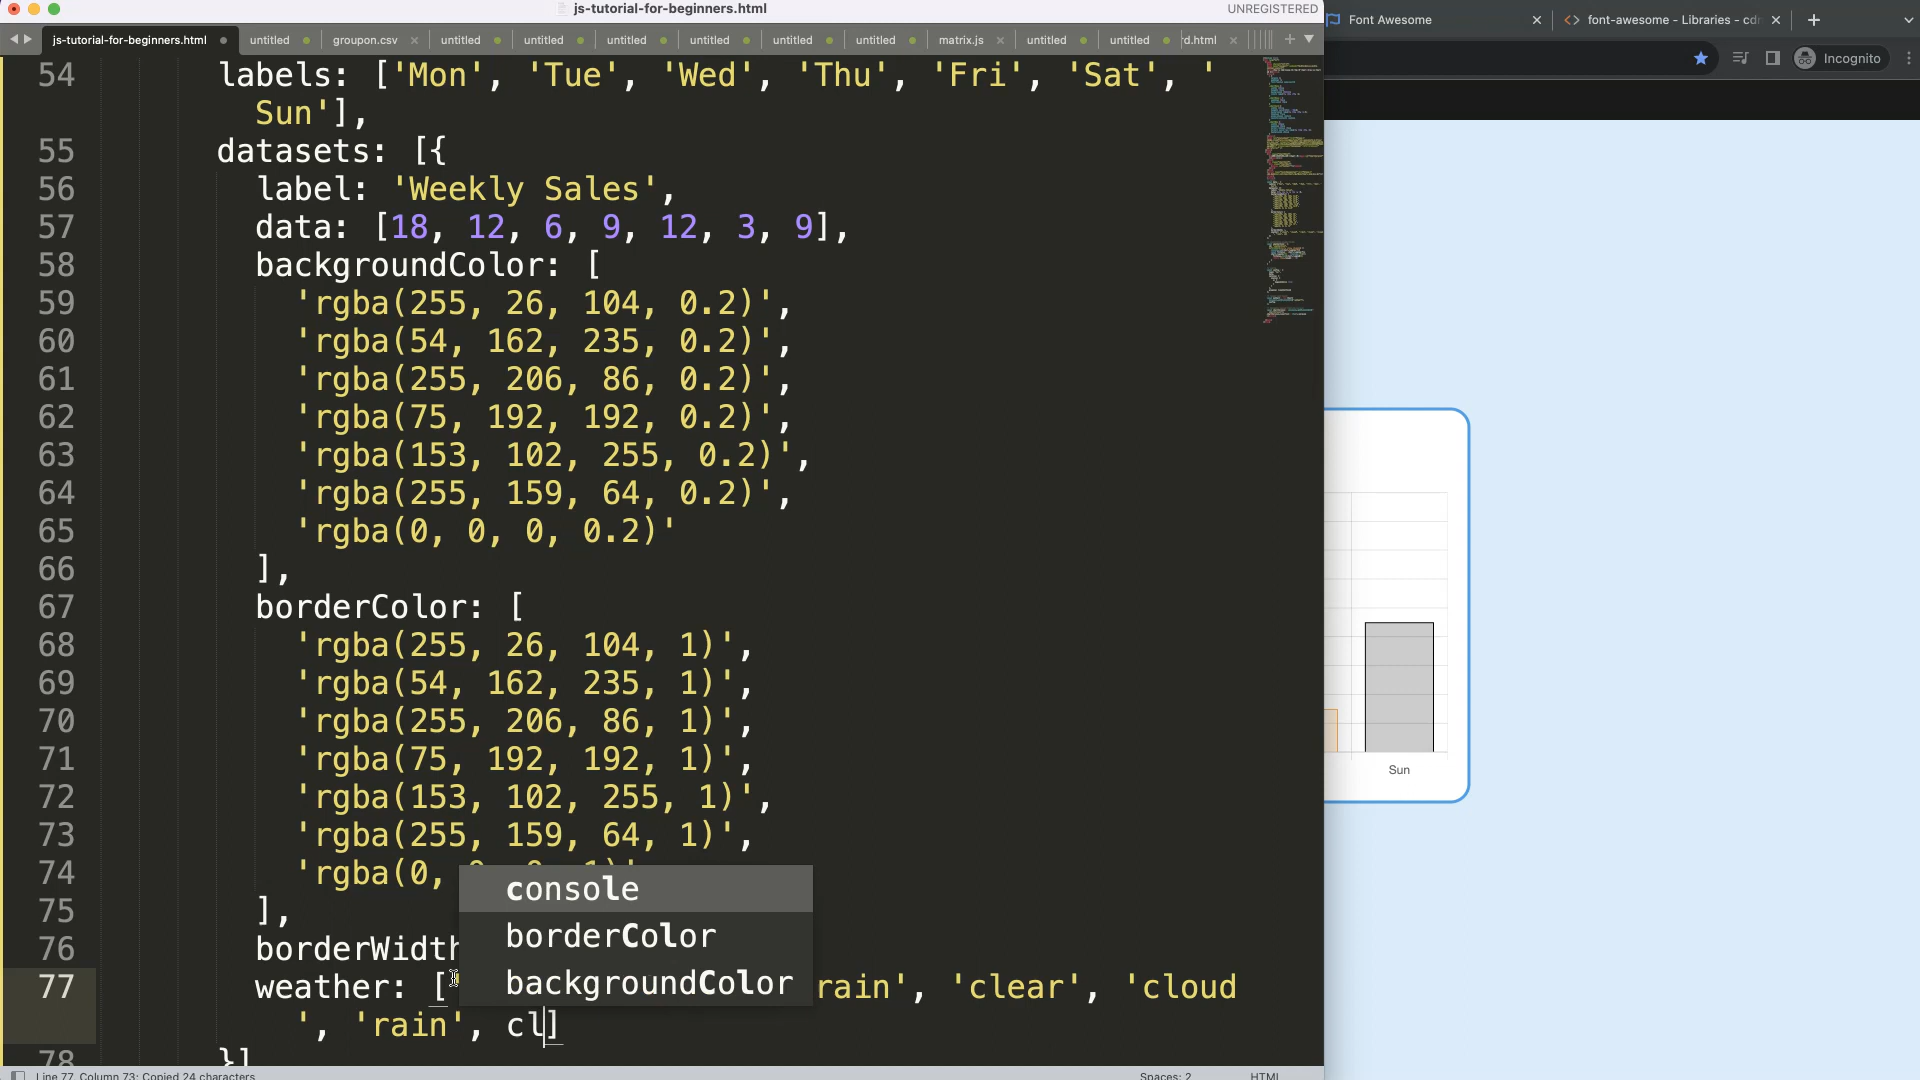 js-tutorial-for-beginners.html
UNREGISTERED
Font Awesome
font-awesome - Libraries - cdn
js-tutorial-for-beginners.html
untitled
groupon.csv
untitled
untitled
untitled
untitled
untitled
untitled
matrix.js
untitled
untitled
rd.html
Incognito
54 labels: ['Mon', 'Tue', 'Wed', 'Thu', 'Fri', 'Sat', '
Sun'],
55 datasets: [{
56 label: 'Weekly Sales',
57 data: [18, 12, 6, 9, 12, 3, 9],
58 backgroundColor: [
59 'rgba(255, 26, 104, 0.2)',
60 'rgba(54, 162, 235, 0.2)',
61 'rgba(255, 206, 86, 0.2)',
62 'rgba(75, 192, 192, 0.2)',
63 'rgba(153, 102, 255, 0.2)',
64 'rgba(255, 159, 64, 0.2)',
65 'rgba(0, 0, 0, 0.2)'
66 ],
67 borderColor: [
68 'rgba(255, 26, 104, 1)',
69 'rgba(54, 162, 235, 1)',
70 'rgba(255, 206, 86, 1)',
71 'rgba(75, 192, 192, 1)',
72 'rgba(153, 102, 255, 1)',
73 'rgba(255, 159, 64, 1)',
74 'rgba(0,
75 ],
76 borderWidth
77 weather: [ rain', 'clear', 'cloud
', 'rain', cl]
78 }]
console
borderColor
backgroundColor
Sun
Line 77, Column 73; Copied 24 characters
Spaces: 2
HTML